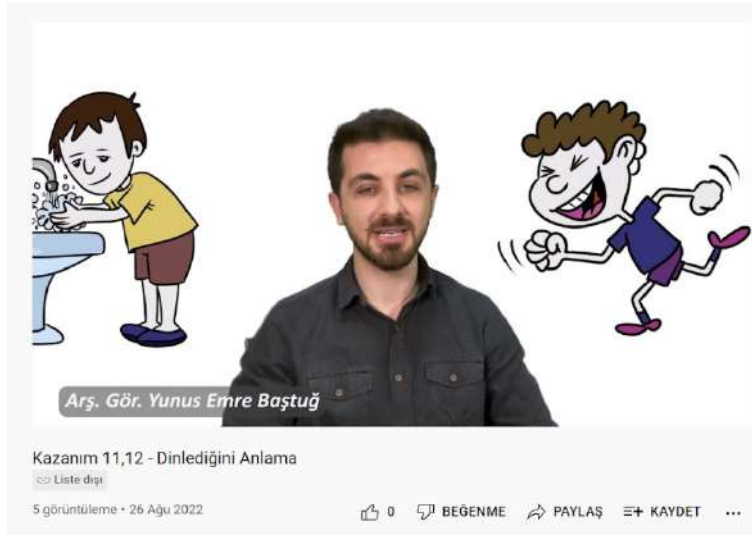 Arş. Gör. Yunus Emre Baştuğ
Kazanım 11,12 - Dinlediğini Anlama
Liste dışı
5 görüntüleme • 26 Ağu 2022
0 BEĞENME PAYLAŞ KAYDET ...